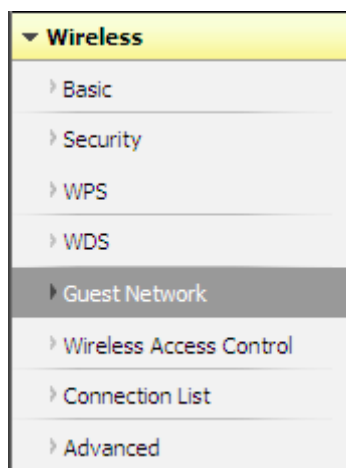 Wireless
Basic
Security
WPS
WDS
Guest Network
Wireless Access Control
Connection List
Advanced